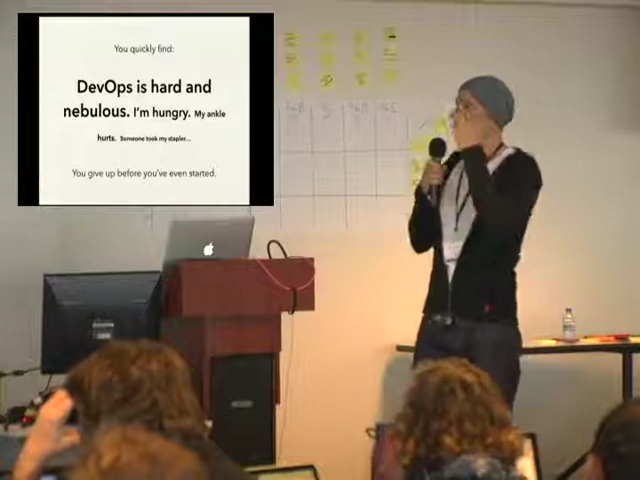 You quickly find:
DevOps is hard and
nebulous. I'm hungry. My ankle
hurts. Someone took my stapler...
You give up before you've even started.